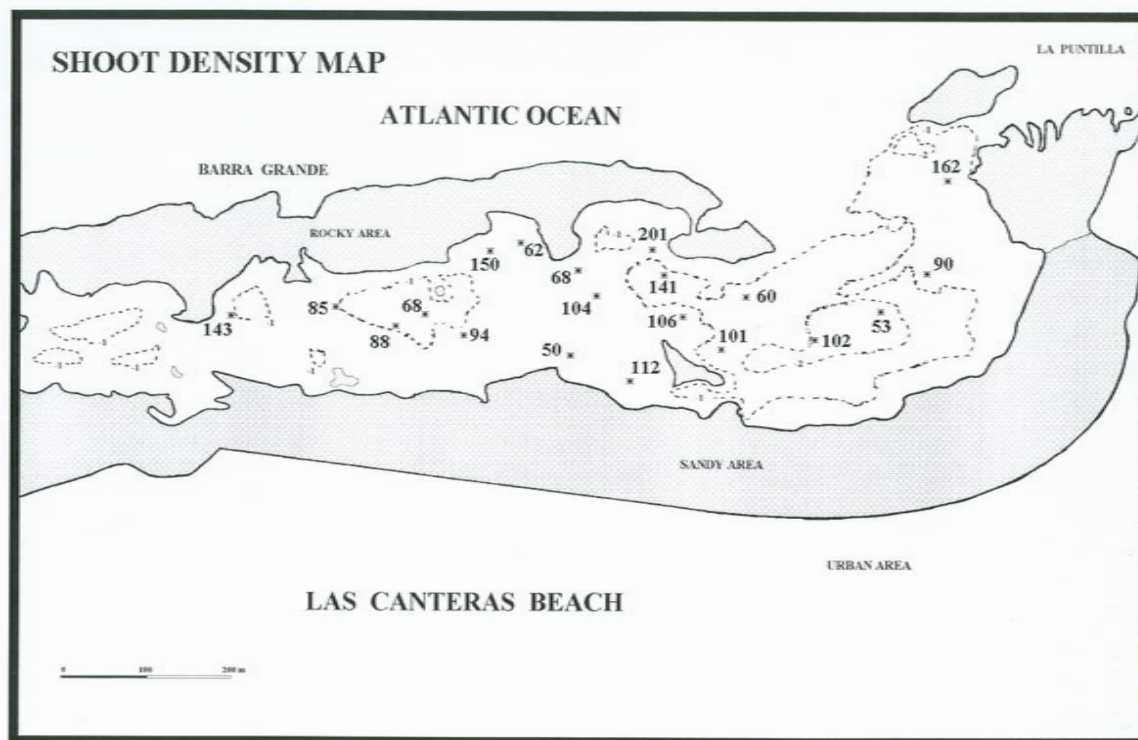 LA PUNTILLA
SHOOT DENSITY MAP
ATLANTIC OCEAN
BARRA GRANDE
162
ROCKY AREA
150
62
201
68
141
90
85
68
104
60
143
88
94
106
53
50
101
102
112
SANDY AREA
URBAN AREA
LAS CANTERAS BEACH
0 100 200 m